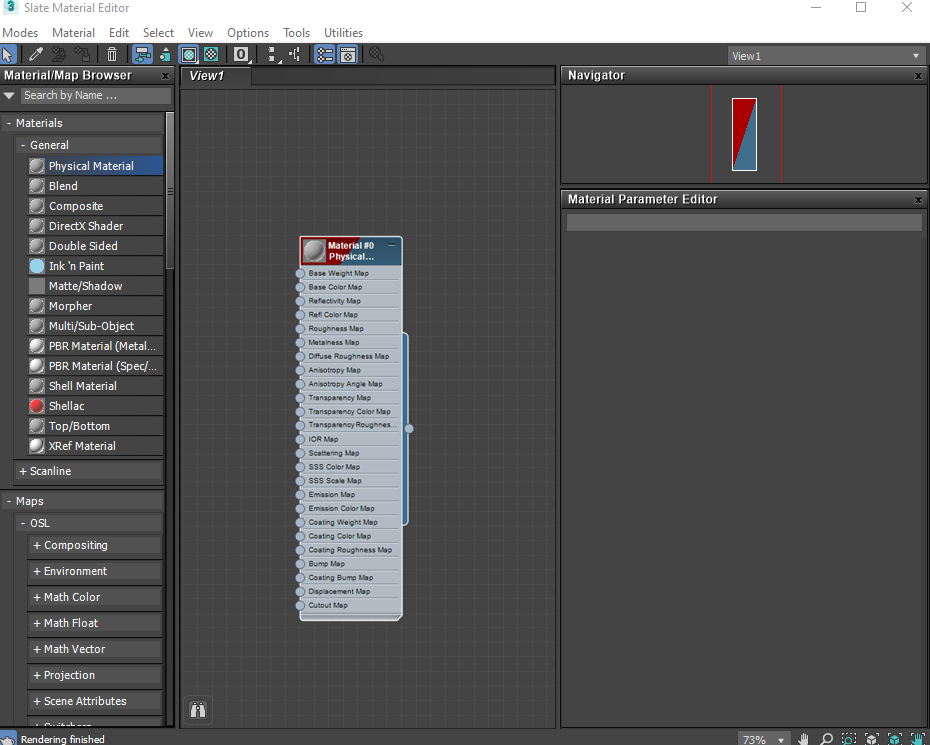 Slate Material Editor
Modes Material Edit Select View Options Tools Utilities
View1
Material/Map Browser x
Search by Name ...
- Materials
- General
Physical Material
Blend
Composite
DirectX Shader
Double Sided
Ink 'n Paint
Matte/Shadow
Morpher
Multi/Sub-Object
PBR Material (Metal...
PBR Material (Spec/...
Shell Material
Shellac
Top/Bottom
XRef Material
+ Scanline
- Maps
- OSL
+ Compositing
+ Environment
+ Math Color
+ Math Float
+ Math Vector
+ Projection
+ Scene Attributes
View1
Material #0
Physical...
Base Weight Map
Base Color Map
Reflectivity Map
Refl Color Map
Roughness Map
Metalness Map
Diffuse Roughness Map
Anisotropy Map
Anisotropy Angle Map
Transparency Map
Transparency Color Map
Transparency Roughnes...
IOR Map
Scattering Map
SSS Color Map
SSS Scale Map
Emission Map
Emission Color Map
Coating Weight Map
Coating Color Map
Coating Roughness Map
Bump Map
Coating Bump Map
Displacement Map
Cutout Map
Navigator x
Material Parameter Editor x
Rendering finished
73%